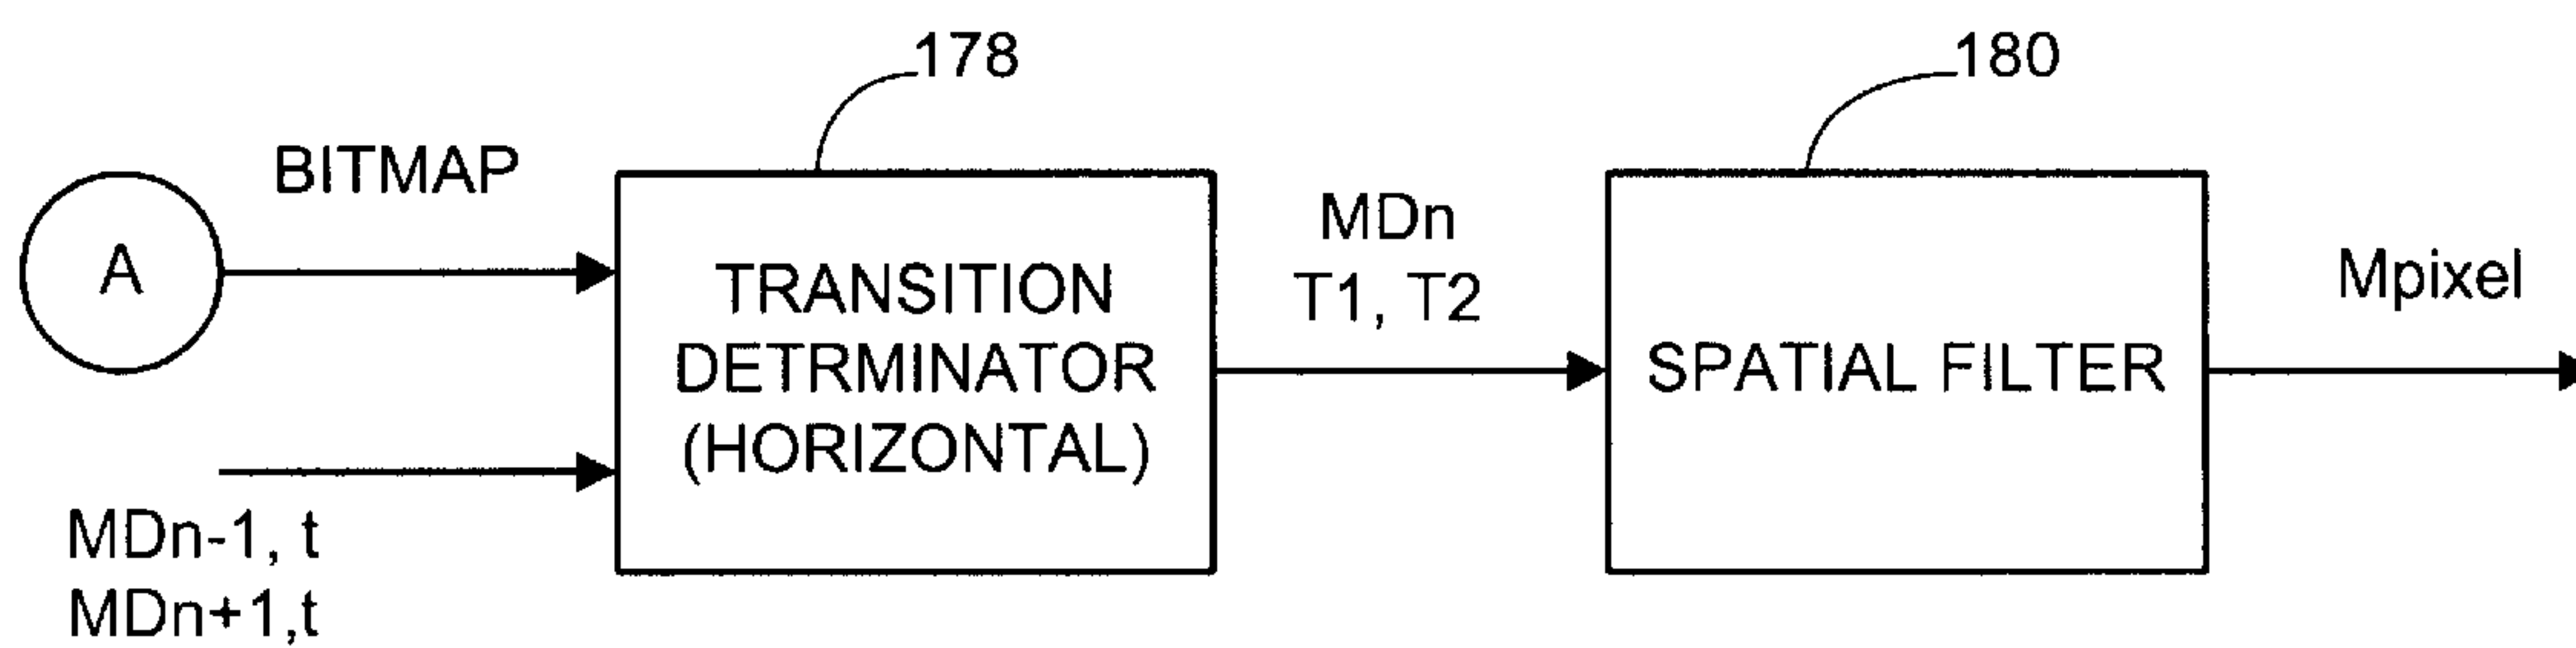 178
180
BITMAP
A
TRANSITION
DETRMINATOR
(HORIZONTAL)
MDn-1, t
MDn+1,t
MDn
T1, T2
SPATIAL FILTER
Mpixel